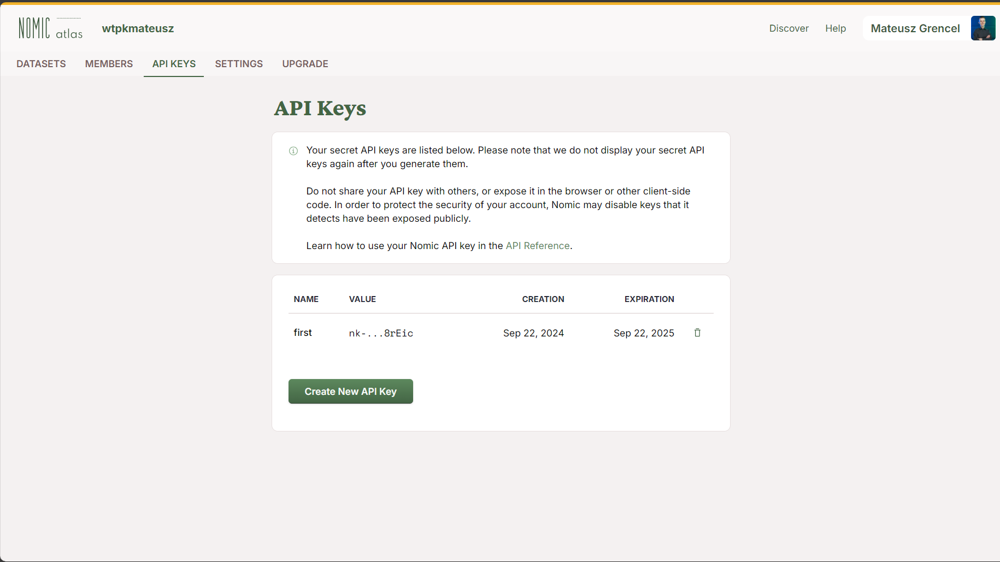 NOMIC atlas
wtpkmateusz
Discover
Help
Mateusz Grencel
DATASETS
MEMBERS
API KEYS
SETTINGS
UPGRADE
API Keys
Your secret API keys are listed below. Please note that we do not display your secret API
keys again after you generate them.
Do not share your API key with others, or expose it in the browser or other client-side
code. In order to protect the security of your account, Nomic may disable keys that it
detects have been exposed publicly.
Learn how to use your Nomic API key in the API Reference.
NAME VALUE CREATION EXPIRATION
first nk-...8rEic Sep 22, 2024 Sep 22, 2025
Create New API Key